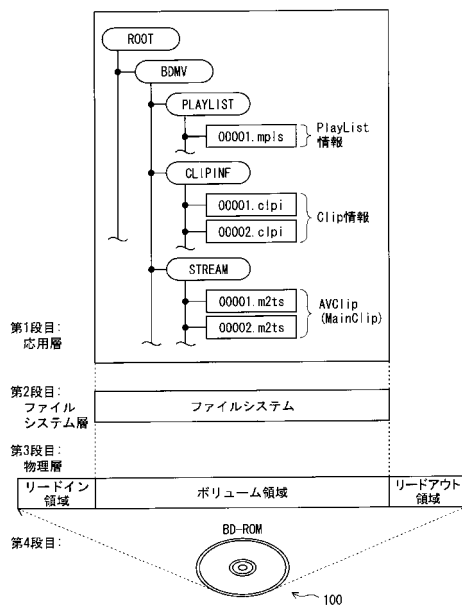 ROOT
BDMV
PLAYLIST
00001.mpls
PlayList
情報
CLIPINF
00001.clpi
00002.clpi
Clip情報
STREAM
00001.m2ts
00002.m2ts
AVClip
(MainClip)
第1段目:
応用層
第2段目:
ファイル
システム層
ファイルシステム
第3段目:
物理層
リードイン
領域
ボリューム領域
リードアウト
領域
第4段目:
BD-ROM
100